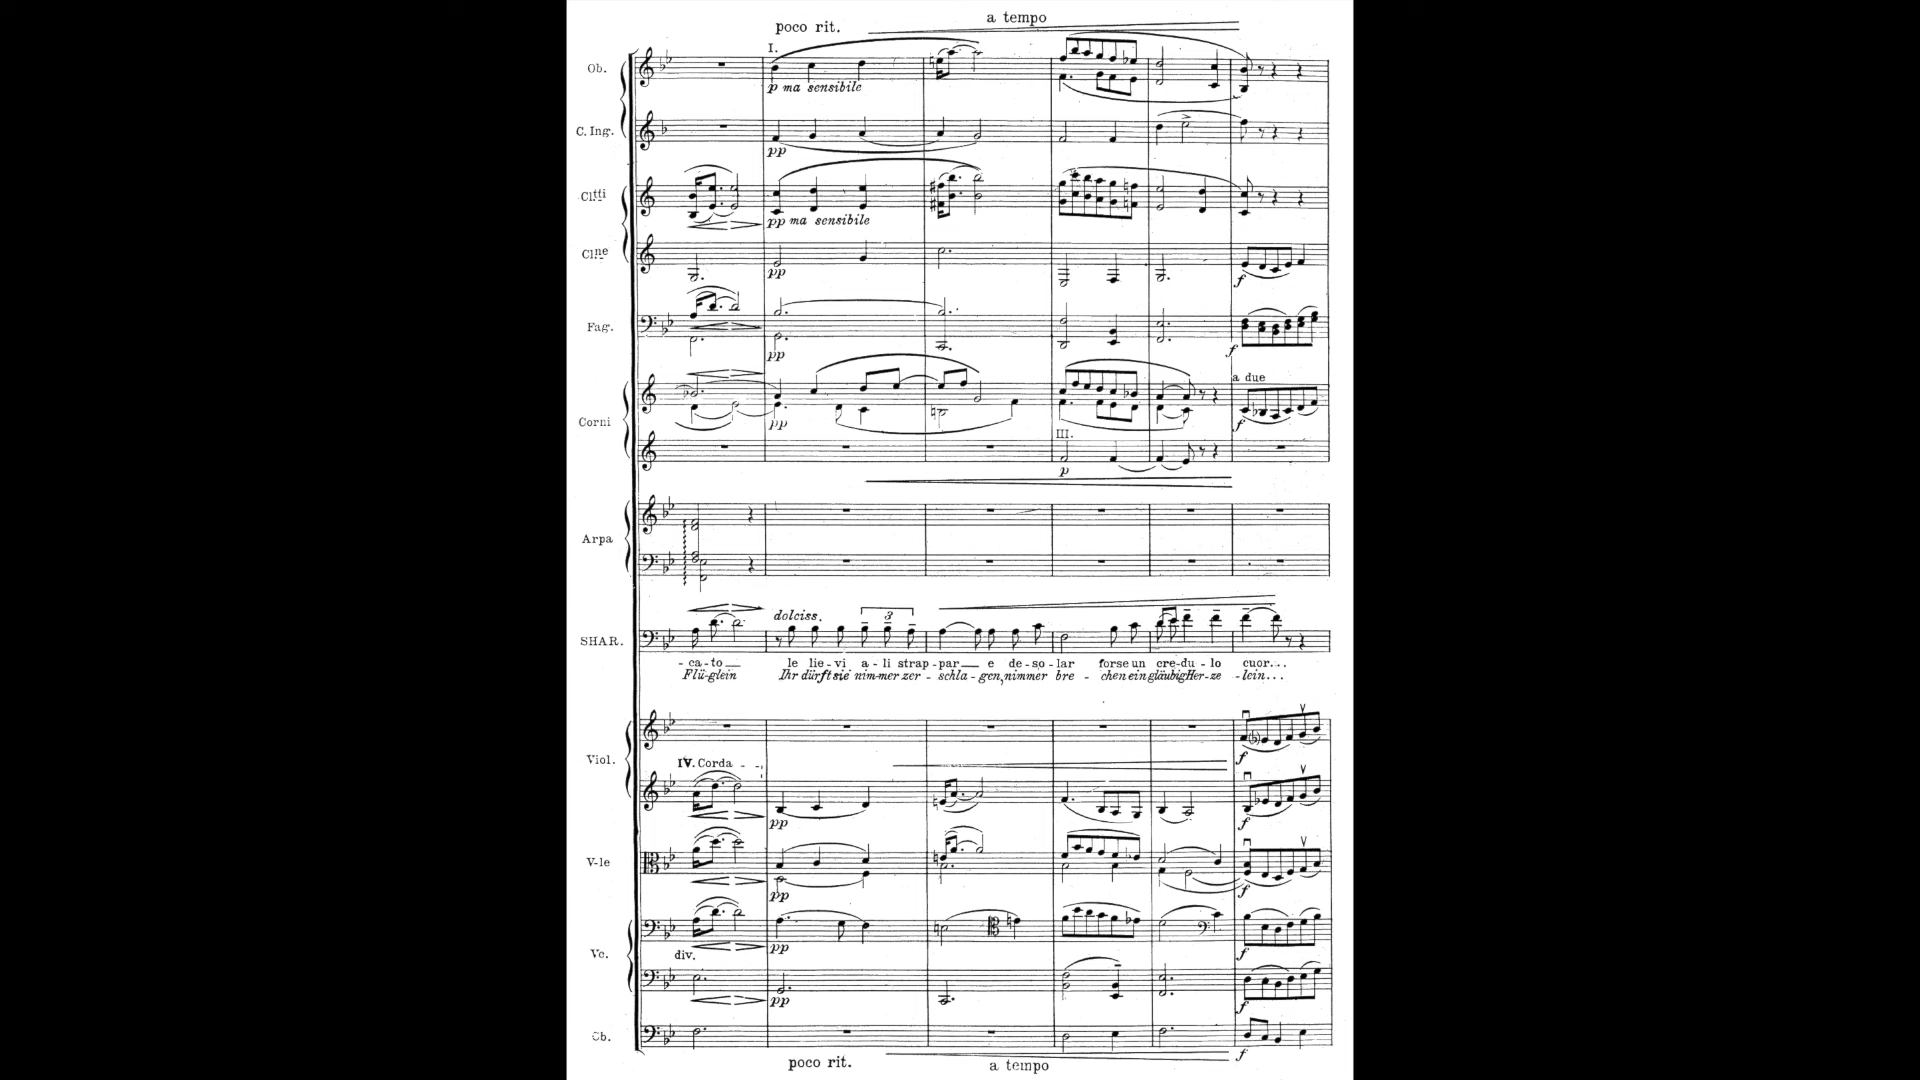 poco rit.
a tempo
Ob.
I.
p ma sensibile
C. Ing.
pp
Cl.tti
pp ma sensibile
Cl.ne
pp
f
Fag.
pp
f
a due
Corni
pp
f
III.
p
Arpa
dolciss.
3
SHAR.
- ca - to le lie - vi a - li strap - par e de - so - lar forse un cre - du - lo cuor...
Flü - glein Ihr dürft sie nim - mer zer - schla - gen, nimmer bre - chen ein gläubig Her - ze - lein...
Viol.
f
IV. Corda
pp
f
V-le
pp
f
Vc.
pp
f
div.
pp
f
Cb.
f
poco rit.
a tempo